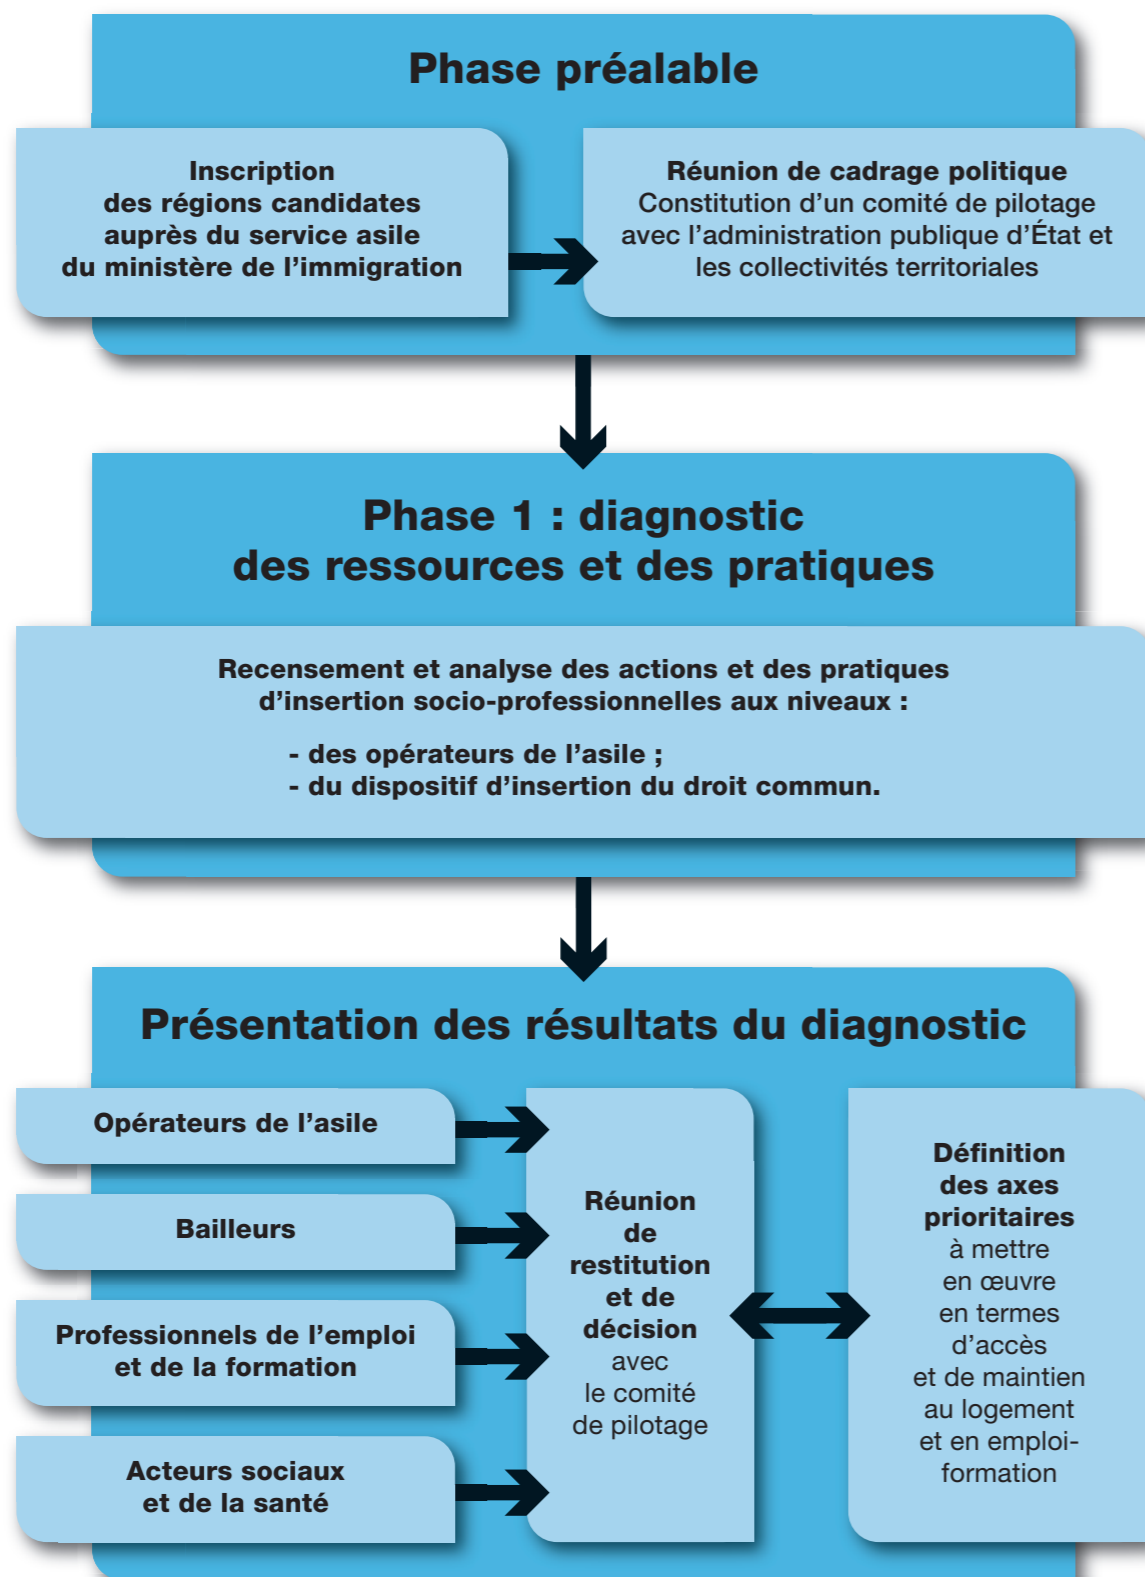 Phase préalable
Inscription
des régions candidates
auprès du service asile
du ministère de l’immigration
Réunion de cadrage politique
Constitution d’un comité de pilotage
avec l’administration publique d’État et
les collectivités territoriales
Phase 1 : diagnostic
des ressources et des pratiques
Recensement et analyse des actions et des pratiques
d’insertion socio-professionnelles aux niveaux :
- des opérateurs de l’asile ;
- du dispositif d’insertion du droit commun.
Présentation des résultats du diagnostic
Opérateurs de l’asile
Bailleurs
Professionnels de l’emploi
et de la formation
Acteurs sociaux
et de la santé
Réunion
de
restitution
et de
décision
avec
le comité
de pilotage
Définition
des axes
prioritaires
à mettre
en œuvre
en termes
d’accès
et de maintien
au logement
et en emploi-
formation